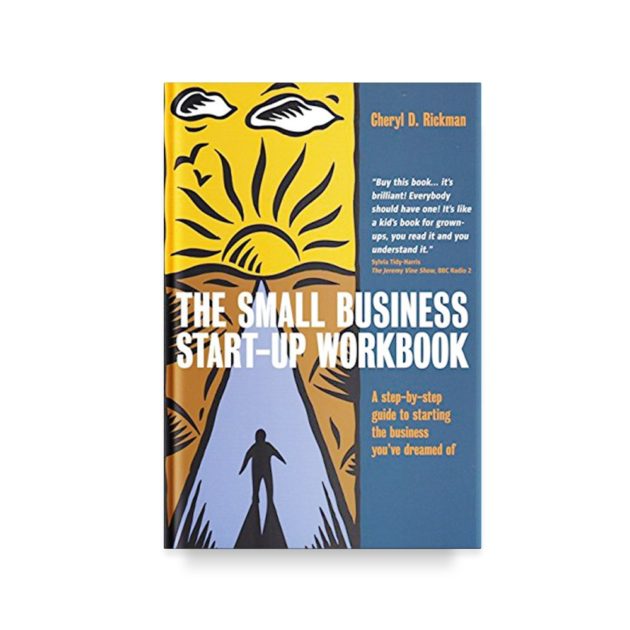 Cheryl D. Rickman
"Buy this book... it's
brilliant! Everybody
should have one! It's like
a kid's book for grown-
ups, you read it and you
understand it."
Sylvia Tidy-Harris
The Jeremy Vine Show, BBC Radio 2
THE SMALL BUSINESS
START-UP WORKBOOK
A step-by-step
guide to starting
the business
you've dreamed of